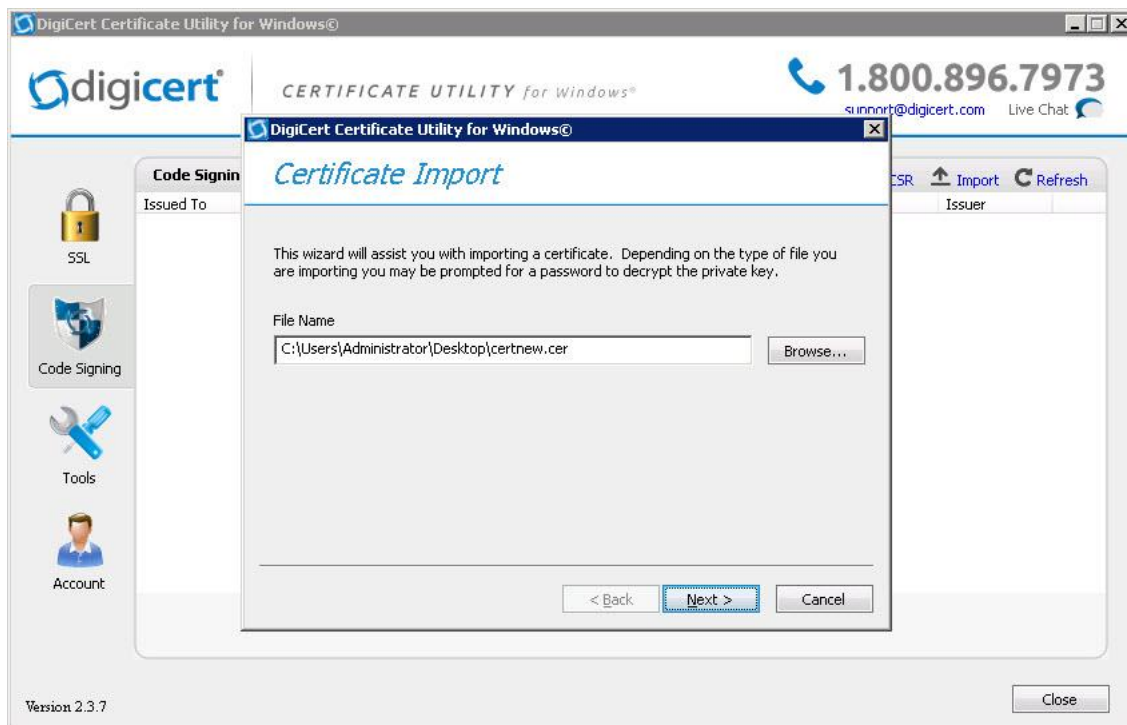 DigiCert Certificate Utility for Windows©
digicert®
CERTIFICATE UTILITY for Windows®
1.800.896.7973
support@digicert.com Live Chat
DigiCert Certificate Utility for Windows©
Certificate Import
Code Signin
CSR Import Refresh
Issued To
Issuer
This wizard will assist you with importing a certificate. Depending on the type of file you
are importing you may be prompted for a password to decrypt the private key.
File Name
C:\Users\Administrator\Desktop\certnew.cer
Browse...
SSL
Code Signing
Tools
Account
< Back
Next >
Cancel
Version 2.3.7
Close